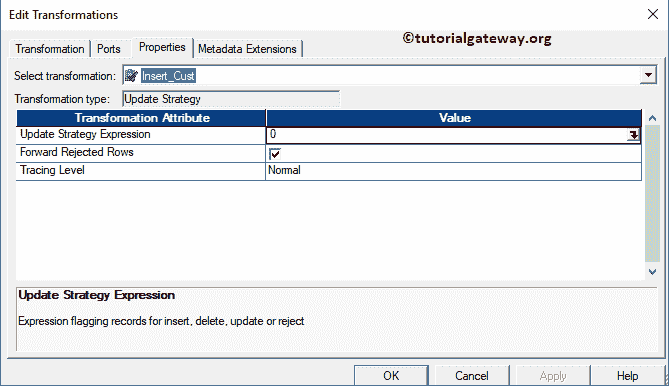 Edit Transformations
©tutorialgateway.org
Transformation Ports Properties Metadata Extensions
Select transformation: Insert_Cust
Transformation type: Update Strategy
Transformation Attribute Value
Update Strategy Expression 0
Forward Rejected Rows
Tracing Level Normal
Update Strategy Expression
Expression flagging records for insert, delete, update or reject
OK Cancel Apply Help